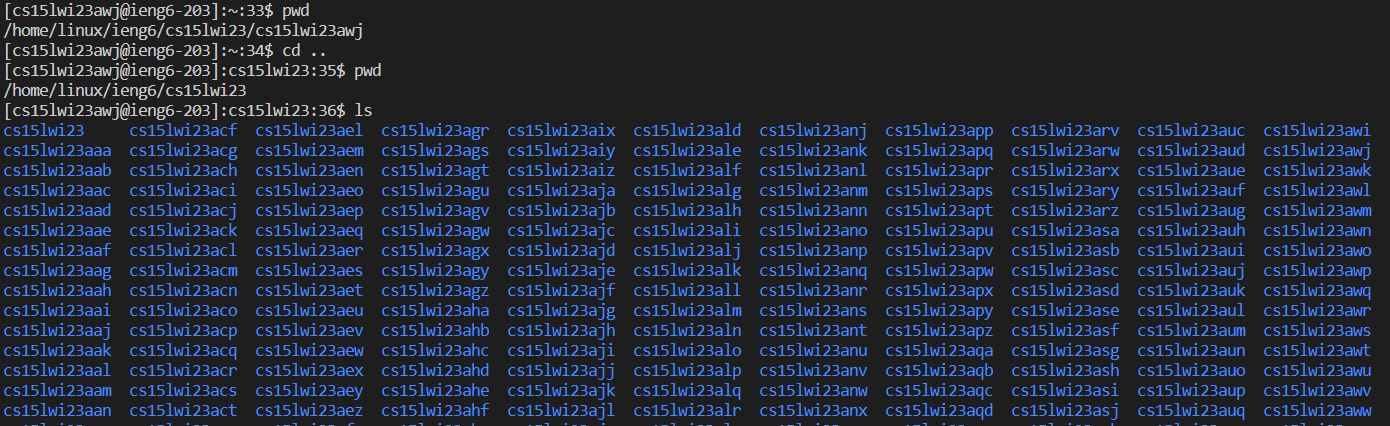 [cs15lwi23awj@ieng6-203]:~:33$ pwd
/home/linux/ieng6/cs15lwi23/cs15lwi23awj
[cs15lwi23awj@ieng6-203]:~:34$ cd ..
[cs15lwi23awj@ieng6-203]:cs15lwi23:35$ pwd
/home/linux/ieng6/cs15lwi23
[cs15lwi23awj@ieng6-203]:cs15lwi23:36$ ls
cs15lwi23 cs15lwi23acf cs15lwi23ael cs15lwi23agr cs15lwi23aix cs15lwi23ald cs15lwi23anj cs15lwi23app cs15lwi23arv cs15lwi23auc cs15lwi23awi
cs15lwi23aaa cs15lwi23acg cs15lwi23aem cs15lwi23ags cs15lwi23aiy cs15lwi23ale cs15lwi23ank cs15lwi23apq cs15lwi23arw cs15lwi23aud cs15lwi23awj
cs15lwi23aab cs15lwi23ach cs15lwi23aen cs15lwi23agt cs15lwi23aiz cs15lwi23alf cs15lwi23anl cs15lwi23apr cs15lwi23arx cs15lwi23aue cs15lwi23awk
cs15lwi23aac cs15lwi23aci cs15lwi23aeo cs15lwi23agu cs15lwi23aja cs15lwi23alg cs15lwi23anm cs15lwi23aps cs15lwi23ary cs15lwi23auf cs15lwi23awl
cs15lwi23aad cs15lwi23acj cs15lwi23aep cs15lwi23agv cs15lwi23ajb cs15lwi23alh cs15lwi23ann cs15lwi23apt cs15lwi23arz cs15lwi23aug cs15lwi23awm
cs15lwi23aae cs15lwi23ack cs15lwi23aeq cs15lwi23agw cs15lwi23ajc cs15lwi23ali cs15lwi23ano cs15lwi23apu cs15lwi23asa cs15lwi23auh cs15lwi23awn
cs15lwi23aaf cs15lwi23acl cs15lwi23aer cs15lwi23agx cs15lwi23ajd cs15lwi23alj cs15lwi23anp cs15lwi23apv cs15lwi23asb cs15lwi23aui cs15lwi23awo
cs15lwi23aag cs15lwi23acm cs15lwi23aes cs15lwi23agy cs15lwi23aje cs15lwi23alk cs15lwi23anq cs15lwi23apw cs15lwi23asc cs15lwi23auj cs15lwi23awp
cs15lwi23aah cs15lwi23acn cs15lwi23aet cs15lwi23agz cs15lwi23ajf cs15lwi23all cs15lwi23anr cs15lwi23apx cs15lwi23asd cs15lwi23auk cs15lwi23awq
cs15lwi23aai cs15lwi23aco cs15lwi23aeu cs15lwi23aha cs15lwi23ajg cs15lwi23alm cs15lwi23ans cs15lwi23apy cs15lwi23ase cs15lwi23aul cs15lwi23awr
cs15lwi23aaj cs15lwi23acp cs15lwi23aev cs15lwi23ahb cs15lwi23ajh cs15lwi23aln cs15lwi23ant cs15lwi23apz cs15lwi23asf cs15lwi23aum cs15lwi23aws
cs15lwi23aak cs15lwi23acq cs15lwi23aew cs15lwi23ahc cs15lwi23aji cs15lwi23alo cs15lwi23anu cs15lwi23aqa cs15lwi23asg cs15lwi23aun cs15lwi23awt
cs15lwi23aal cs15lwi23acr cs15lwi23aex cs15lwi23ahd cs15lwi23ajj cs15lwi23alp cs15lwi23anv cs15lwi23aqb cs15lwi23ash cs15lwi23auo cs15lwi23awu
cs15lwi23aam cs15lwi23acs cs15lwi23aey cs15lwi23ahe cs15lwi23ajk cs15lwi23alq cs15lwi23anw cs15lwi23aqc cs15lwi23asi cs15lwi23aup cs15lwi23awv
cs15lwi23aan cs15lwi23act cs15lwi23aez cs15lwi23ahf cs15lwi23ajl cs15lwi23alr cs15lwi23anx cs15lwi23aqd cs15lwi23asj cs15lwi23auq cs15lwi23aww